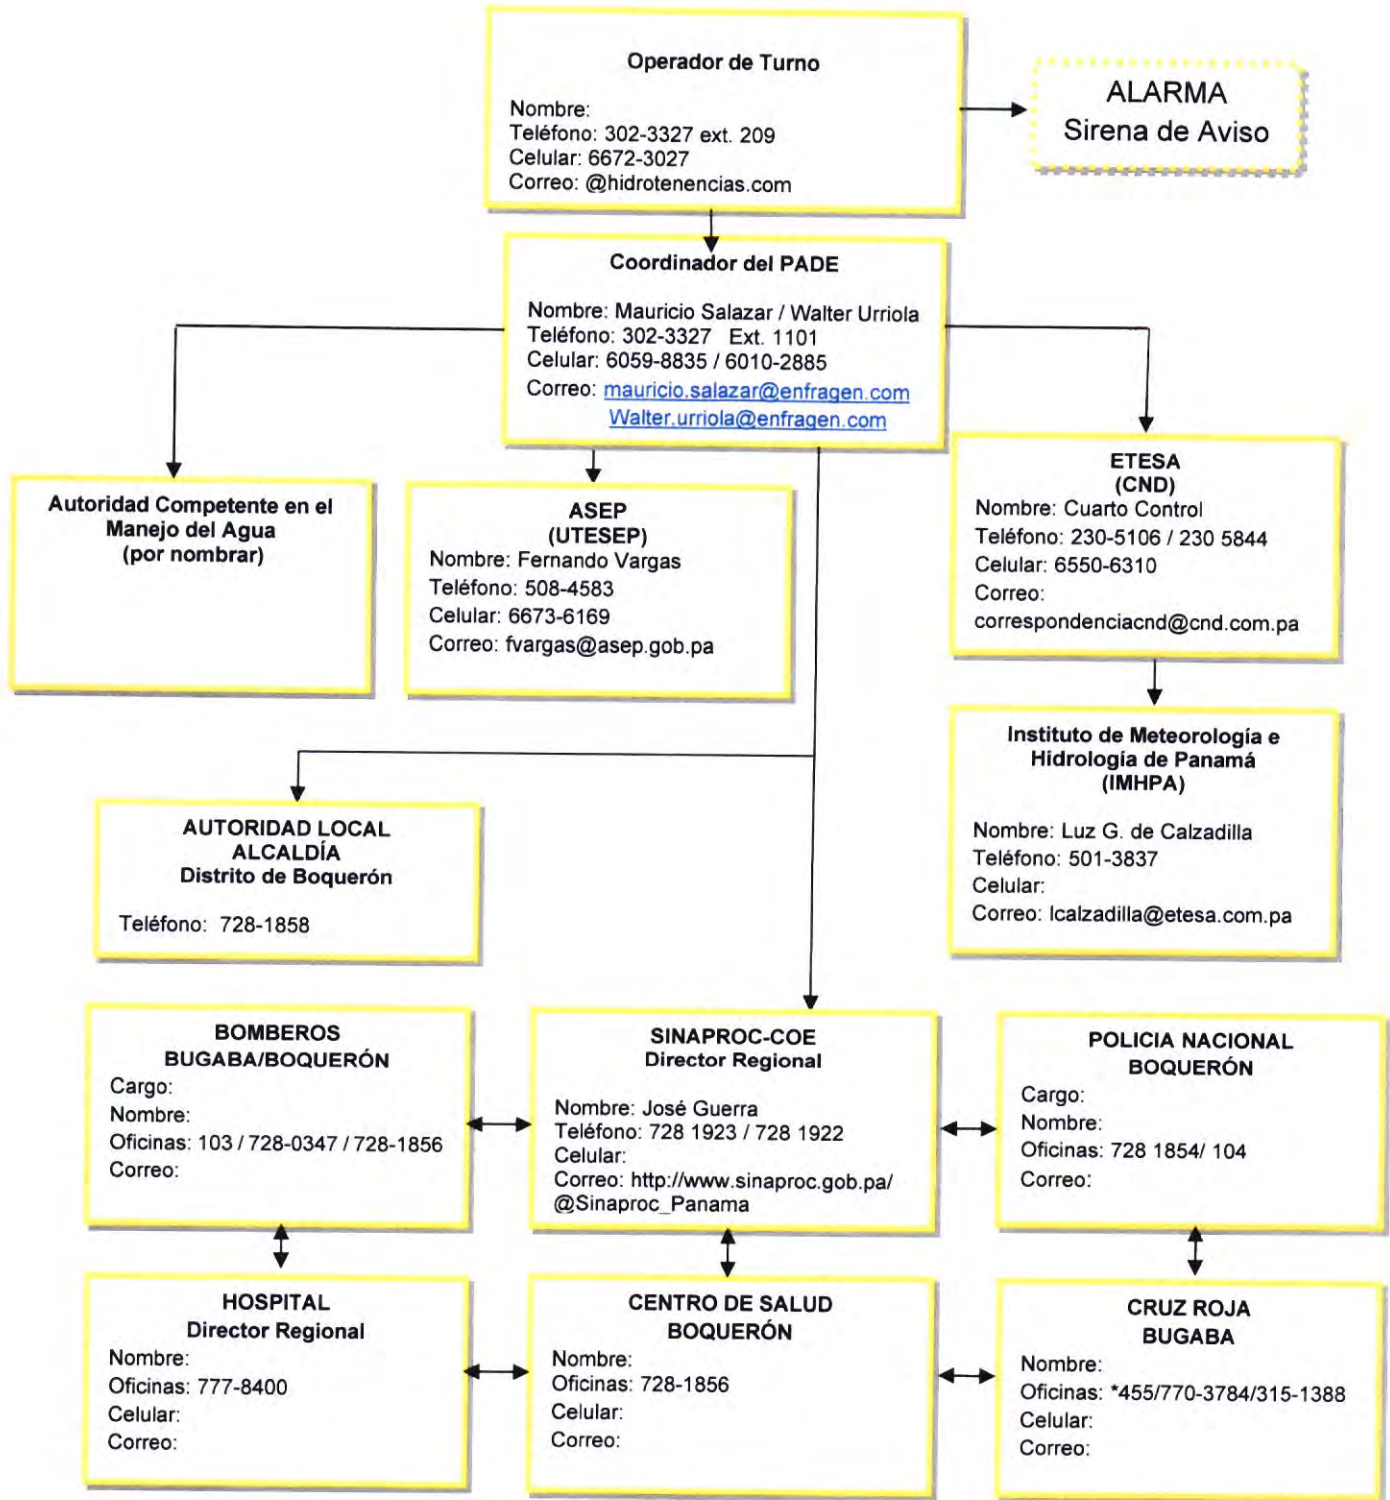 Operador de Turno
Nombre:
Teléfono: 302-3327 ext. 209
Celular: 6672-3027
Correo: @hidrotenencias.com
ALARMA
Sirena de Aviso
Coordinador del PADE
Nombre: Mauricio Salazar / Walter Urriola
Teléfono: 302-3327 Ext. 1101
Celular: 6059-8835 / 6010-2885
Correo: mauricio.salazar@enfragen.com
Walter.urriola@enfragen.com
Autoridad Competente en el
Manejo del Agua
(por nombrar)
ASEP
(UTESEP)
Nombre: Fernando Vargas
Teléfono: 508-4583
Celular: 6673-6169
Correo: fvargas@asep.gob.pa
ETESA
(CND)
Nombre: Cuarto Control
Teléfono: 230-5106 / 230 5844
Celular: 6550-6310
Correo:
correspondenciacnd@cnd.com.pa
Instituto de Meteorología e
Hidrología de Panamá
(IMHPA)
Nombre: Luz G. de Calzadilla
Teléfono: 501-3837
Celular:
Correo: lcalzadilla@etesa.com.pa
AUTORIDAD LOCAL
ALCALDÍA
Distrito de Boquerón
Teléfono: 728-1858
BOMBEROS
BUGABA/BOQUERÓN
Cargo:
Nombre:
Oficinas: 103 / 728-0347 / 728-1856
Correo:
SINAPROC-COE
Director Regional
Nombre: José Guerra
Teléfono: 728 1923 / 728 1922
Celular:
Correo: http://www.sinaproc.gob.pa/
@Sinaproc_Panama
POLICIA NACIONAL
BOQUERÓN
Cargo:
Nombre:
Oficinas: 728 1854/ 104
Correo:
HOSPITAL
Director Regional
Nombre:
Oficinas: 777-8400
Celular:
Correo:
CENTRO DE SALUD
BOQUERÓN
Nombre:
Oficinas: 728-1856
Celular:
Correo:
CRUZ ROJA
BUGABA
Nombre:
Oficinas: *455/770-3784/315-1388
Celular:
Correo: